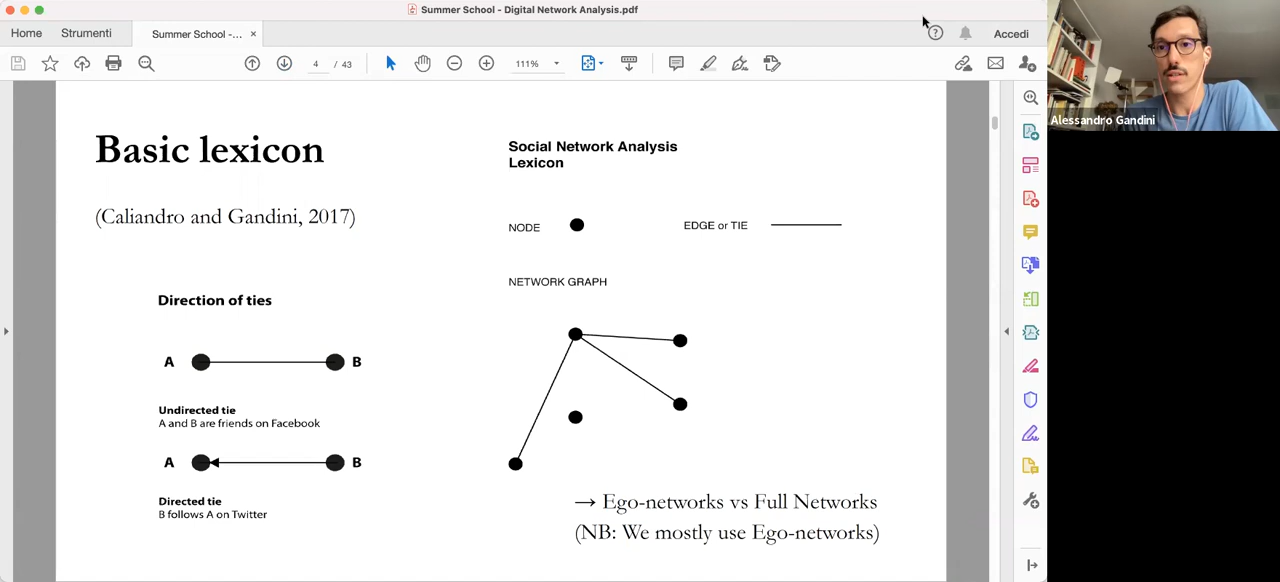 Summer School - Digital Network Analysis.pdf
Home
Strumenti
Summer School -...
×
?
Accedi
4 / 43
111%
Alessandro Gandini
Basic lexicon
(Caliandro and Gandini, 2017)
Direction of ties
A B
Undirected tie
A and B are friends on Facebook
A B
Directed tie
B follows A on Twitter
Social Network Analysis
Lexicon
NODE
EDGE or TIE
NETWORK GRAPH
→ Ego-networks vs Full Networks
(NB: We mostly use Ego-networks)